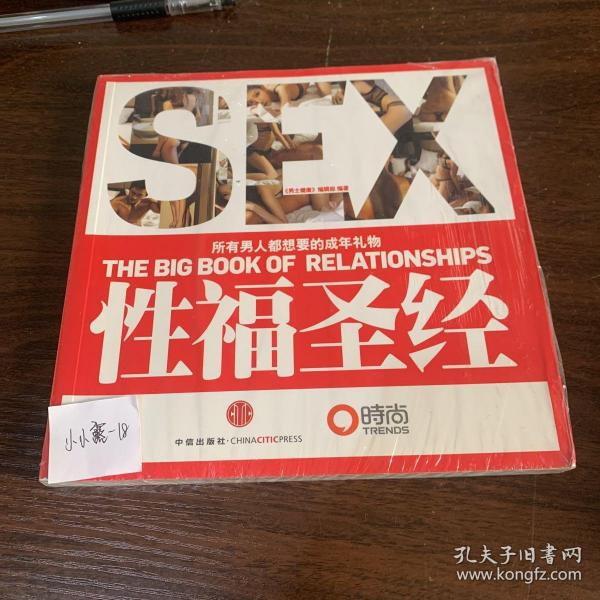 SEX
《男士健康》编辑部 编著
所有男人都想要的成年礼物
THE BIG BOOK OF RELATIONSHIPS
性福圣经
中信出版社·CHINACITICPRESS
時尚
TRENDS
小小
-18
孔夫子旧书网
www.kongfz.com